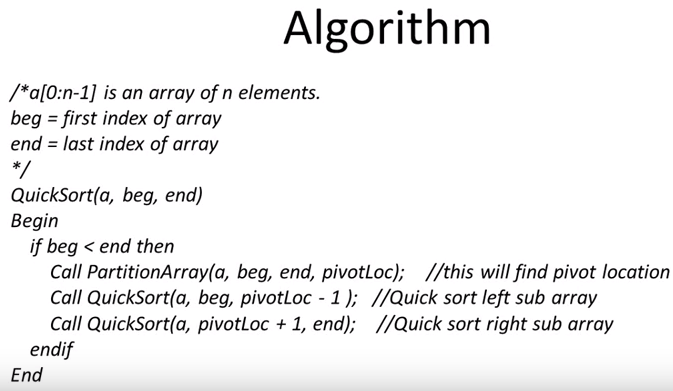 Algorithm
/*a[0:n-1] is an array of n elements.
beg = first index of array
end = last index of array
*/
QuickSort(a, beg, end)
Begin
if beg < end then
Call PartitionArray(a, beg, end, pivotLoc); //this will find pivot location
Call QuickSort(a, beg, pivotLoc - 1 ); //Quick sort left sub array
Call QuickSort(a, pivotLoc + 1, end); //Quick sort right sub array
endif
End